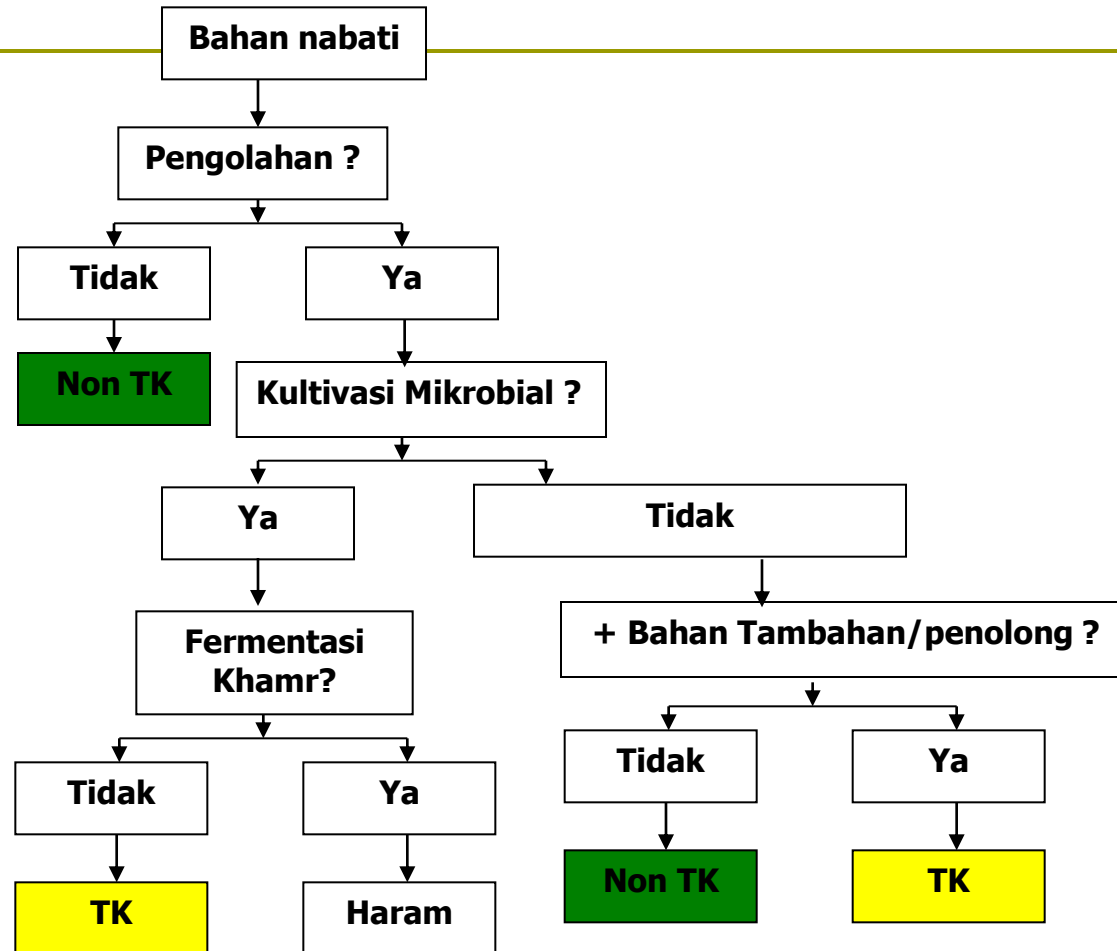 Bahan nabati
Pengolahan ?
Tidak
Ya
Non TK
Kultivasi Mikrobial ?
Ya
Tidak
Fermentasi
Khamr?
+ Bahan Tambahan/penolong ?
Tidak
Ya
Tidak
Ya
TK
Haram
Non TK
TK